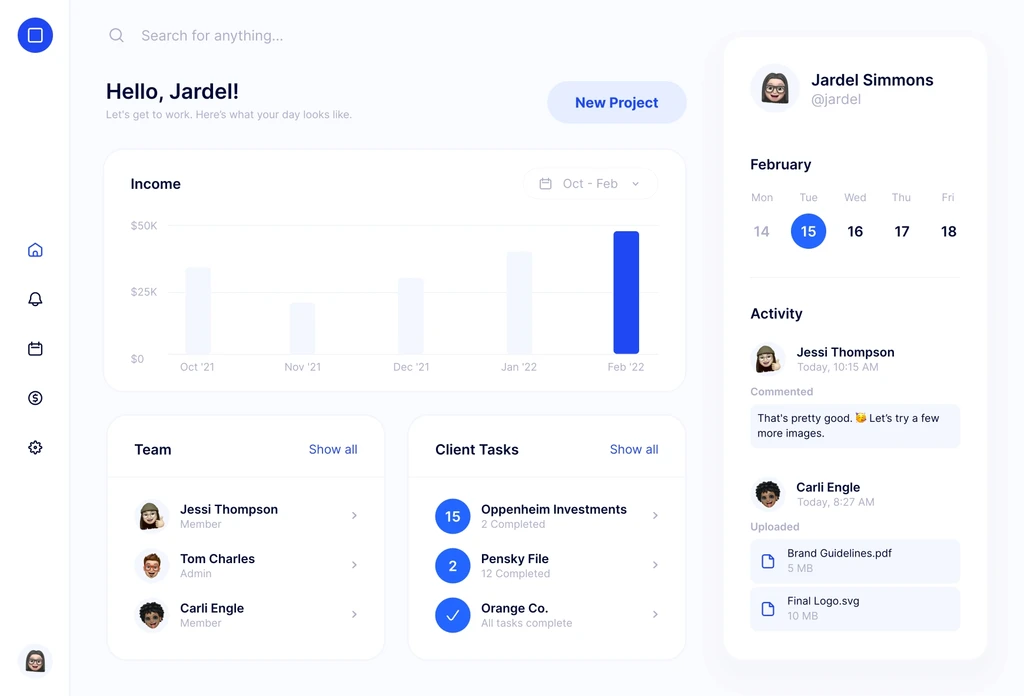 Search for anything...
Hello, Jardel!
Let's get to work. Here's what your day looks like.
New Project
Income
Oct - Feb
$50K
$25K
$0
Oct '21
Nov '21
Dec '21
Jan '22
Feb '22
Team
Show all
Jessi Thompson
Member
Tom Charles
Admin
Carli Engle
Member
Client Tasks
Show all
15
Oppenheim Investments
2 Completed
2
Pensky File
12 Completed
Orange Co.
All tasks complete
Jardel Simmons
@jardel
February
Mon Tue Wed Thu Fri
14 15 16 17 18
Activity
Jessi Thompson
Today, 10:15 AM
Commented
That's pretty good. 🥳 Let's try a few
more images.
Carli Engle
Today, 8:27 AM
Uploaded
Brand Guidelines.pdf
5 MB
Final Logo.svg
10 MB